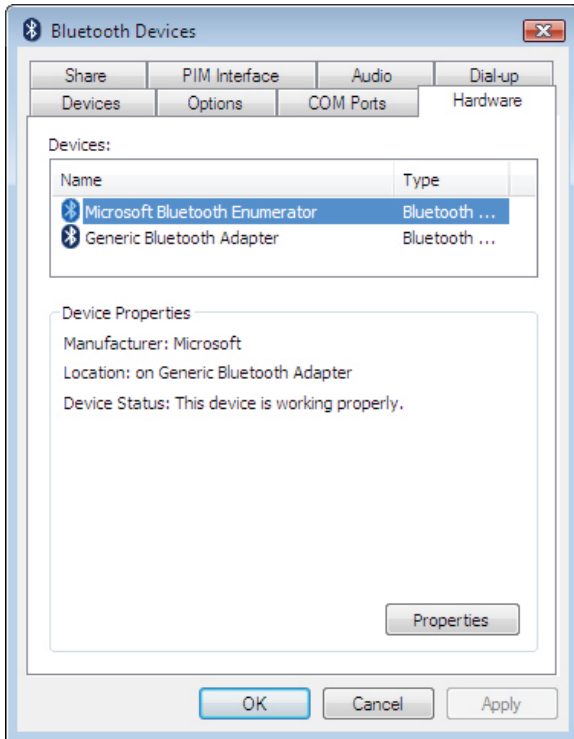 Bluetooth Devices
Share PIM Interface Audio Dial-up
Devices Options COM Ports Hardware
Devices:
Name Type
Microsoft Bluetooth Enumerator Bluetooth ...
Generic Bluetooth Adapter Bluetooth ...
Device Properties
Manufacturer: Microsoft
Location: on Generic Bluetooth Adapter
Device Status: This device is working properly.
Properties
OK Cancel Apply